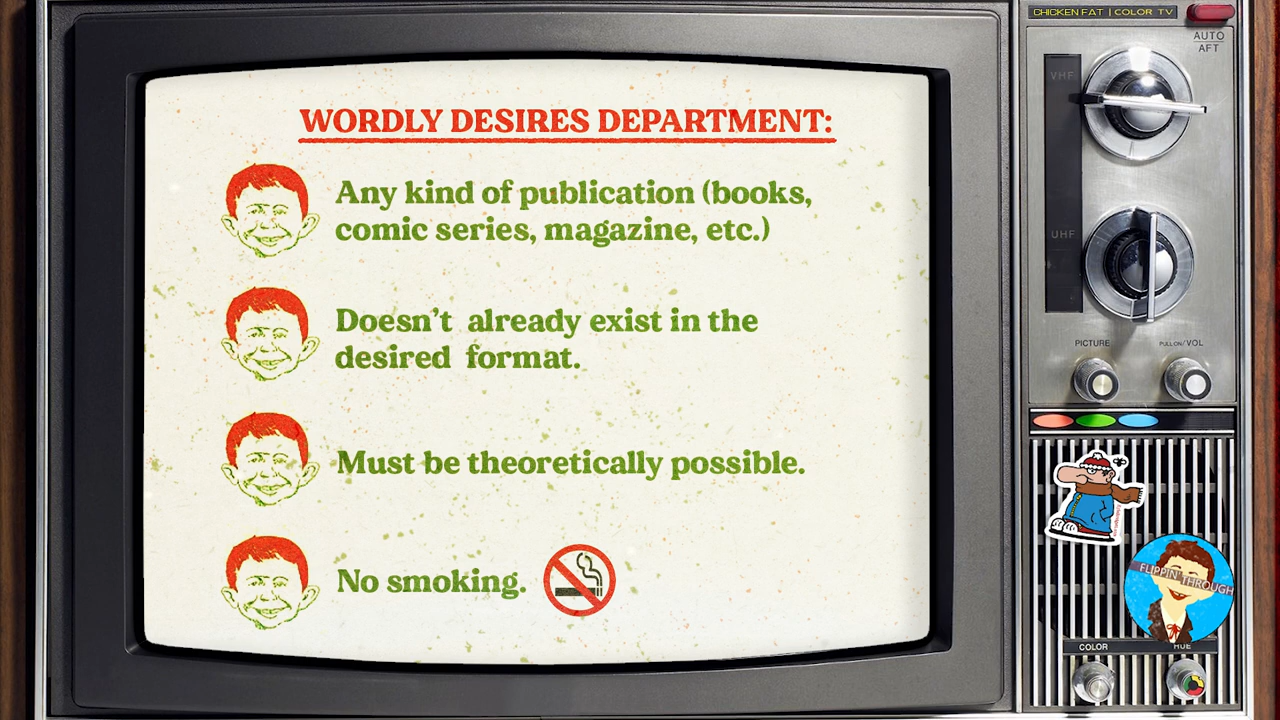 CHICKEN FAT | COLOR TV
AUTO
AFT
WORDLY DESIRES DEPARTMENT:
VHF
Any kind of publication (books,
comic series, magazine, etc.)
UHF
Doesn’t already exist in the
desired format.
PICTURE
PULL ON/VOL
Must be theoretically possible.
No smoking.
FLIPPIN' THROUGH
COLOR
HUE